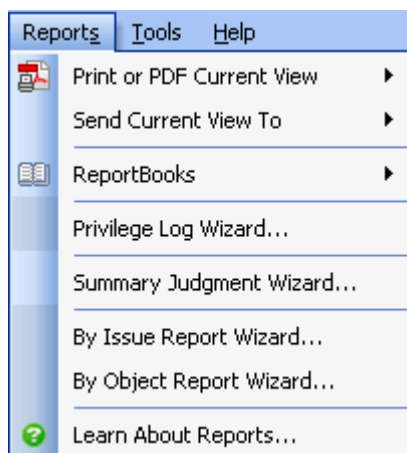 Reports Tools Help
Print or PDF Current View
Send Current View To
ReportBooks
Privilege Log Wizard...
Summary Judgment Wizard...
By Issue Report Wizard...
By Object Report Wizard...
Learn About Reports...